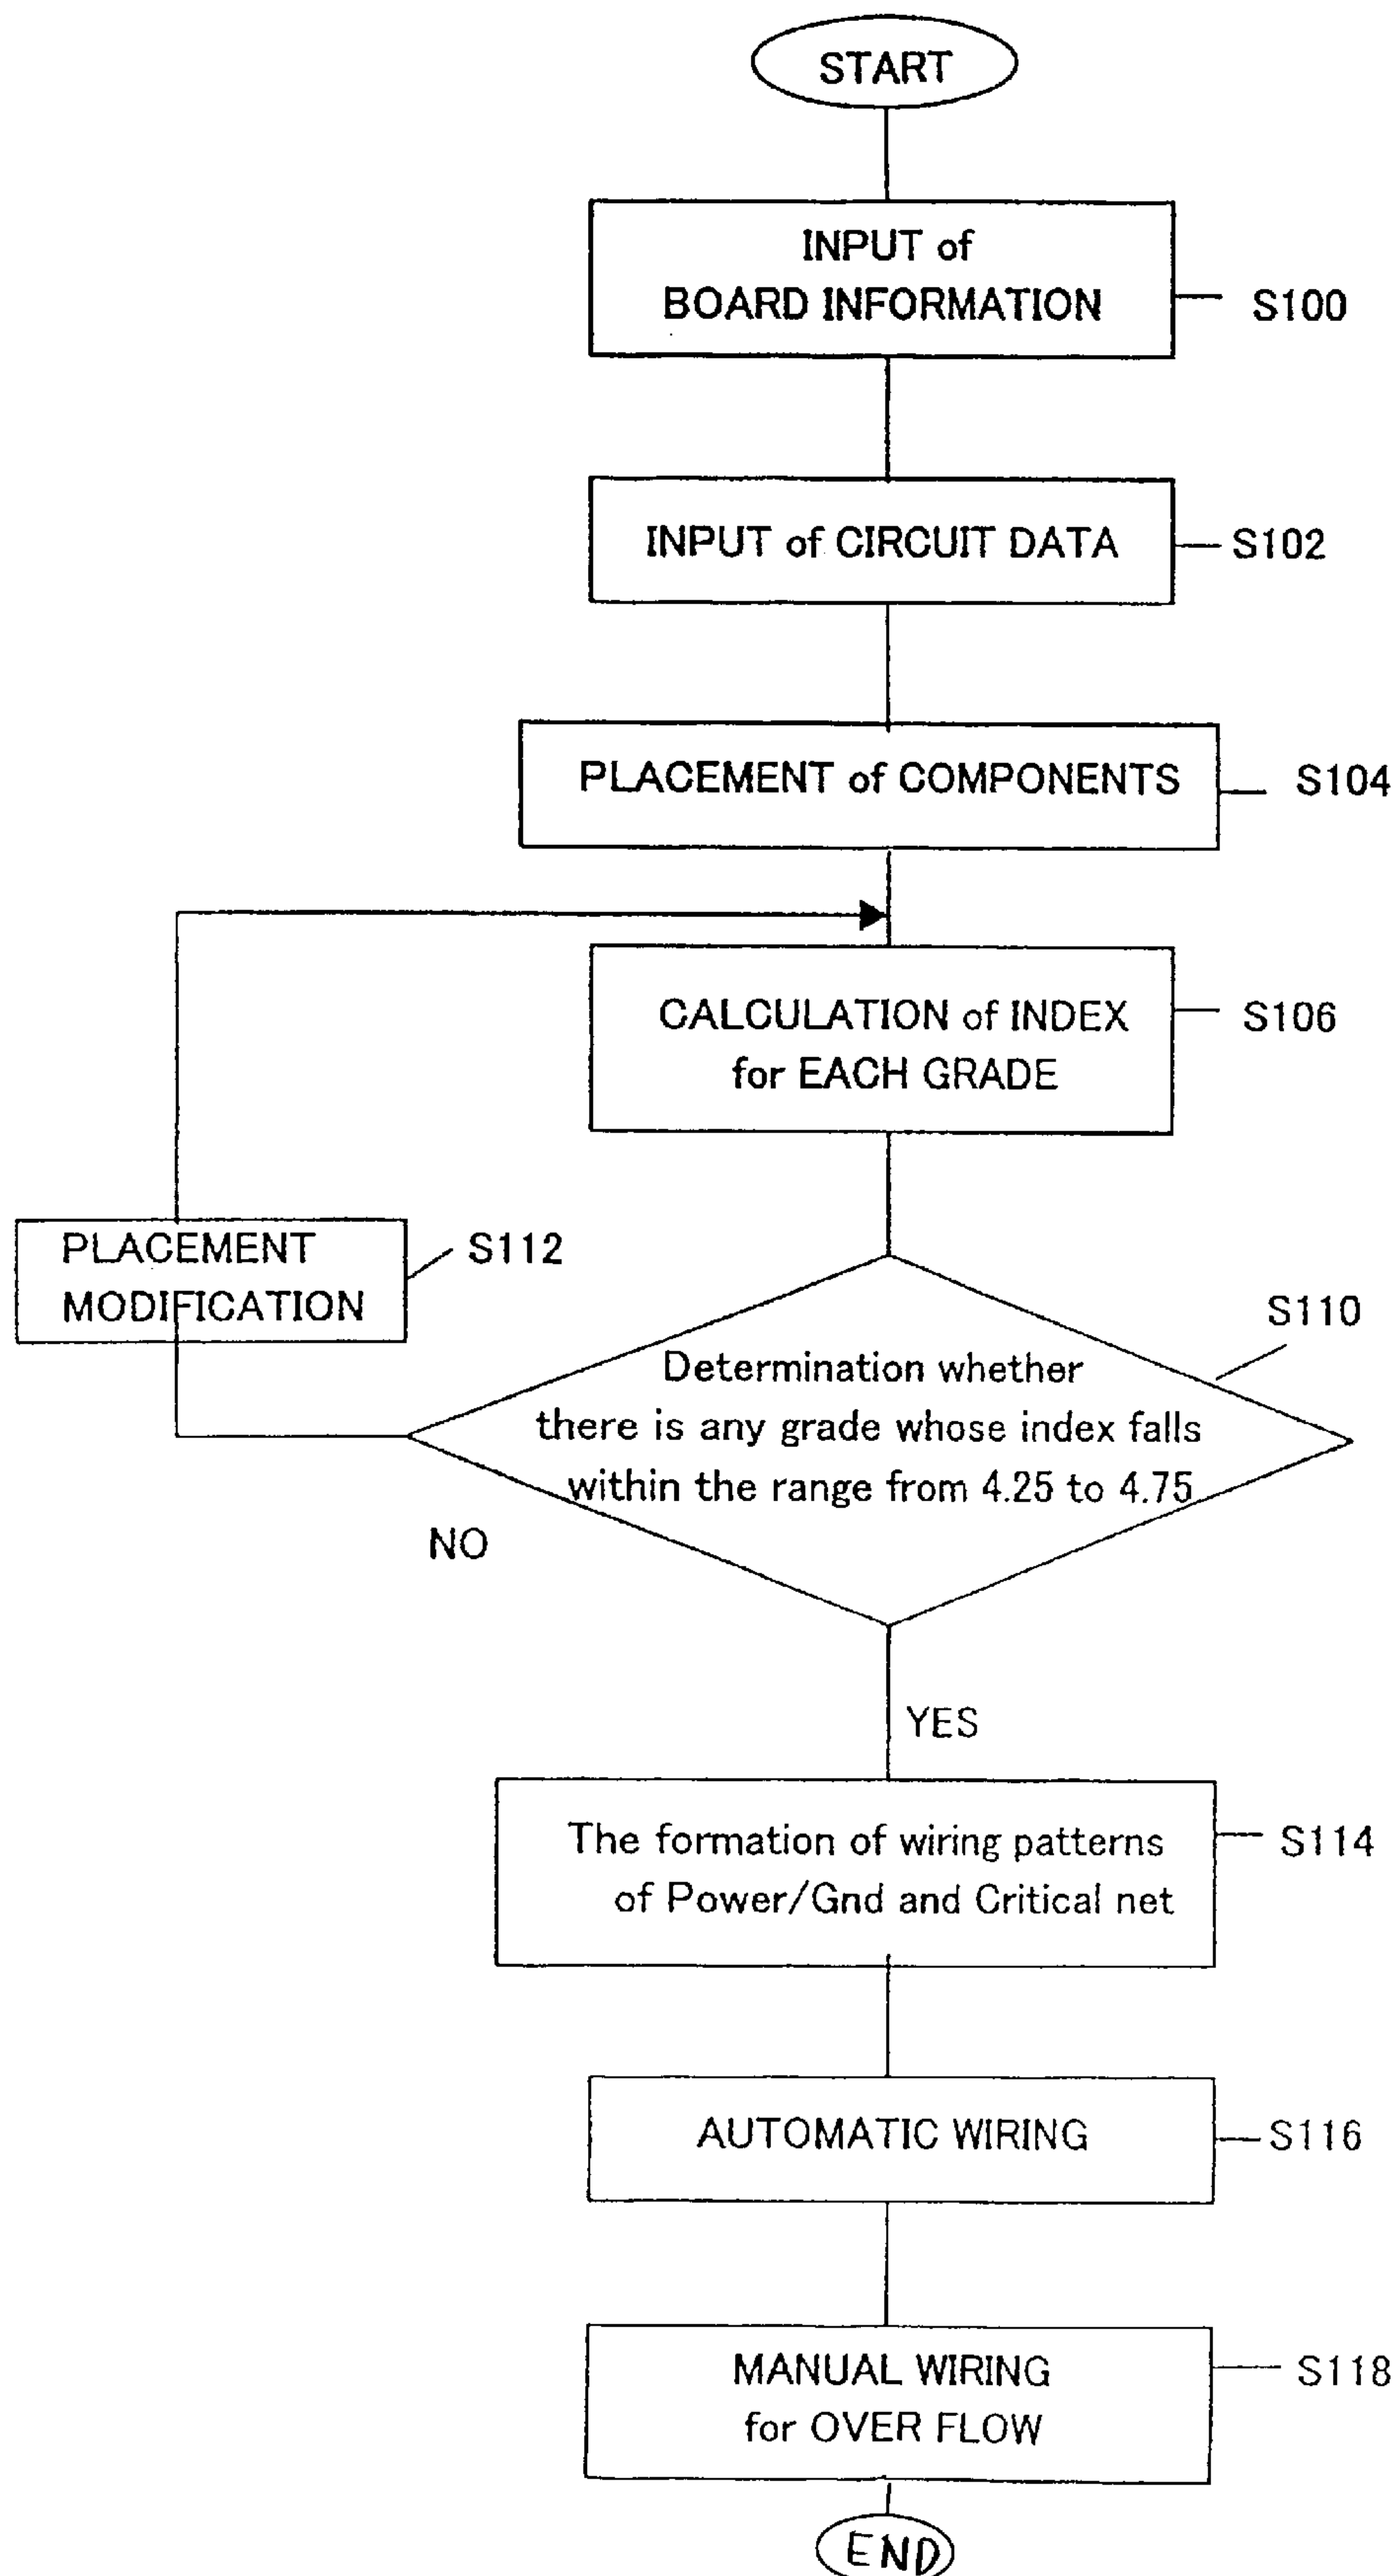 START
INPUT of
BOARD INFORMATION
S100
INPUT of CIRCUIT DATA
S102
PLACEMENT of COMPONENTS
S104
CALCULATION of INDEX
for EACH GRADE
S106
PLACEMENT
MODIFICATION
S112
S110
Determination whether
there is any grade whose index falls
within the range from 4.25 to 4.75
NO
YES
The formation of wiring patterns
of Power/Gnd and Critical net
S114
AUTOMATIC WIRING
S116
MANUAL WIRING
for OVER FLOW
S118
END